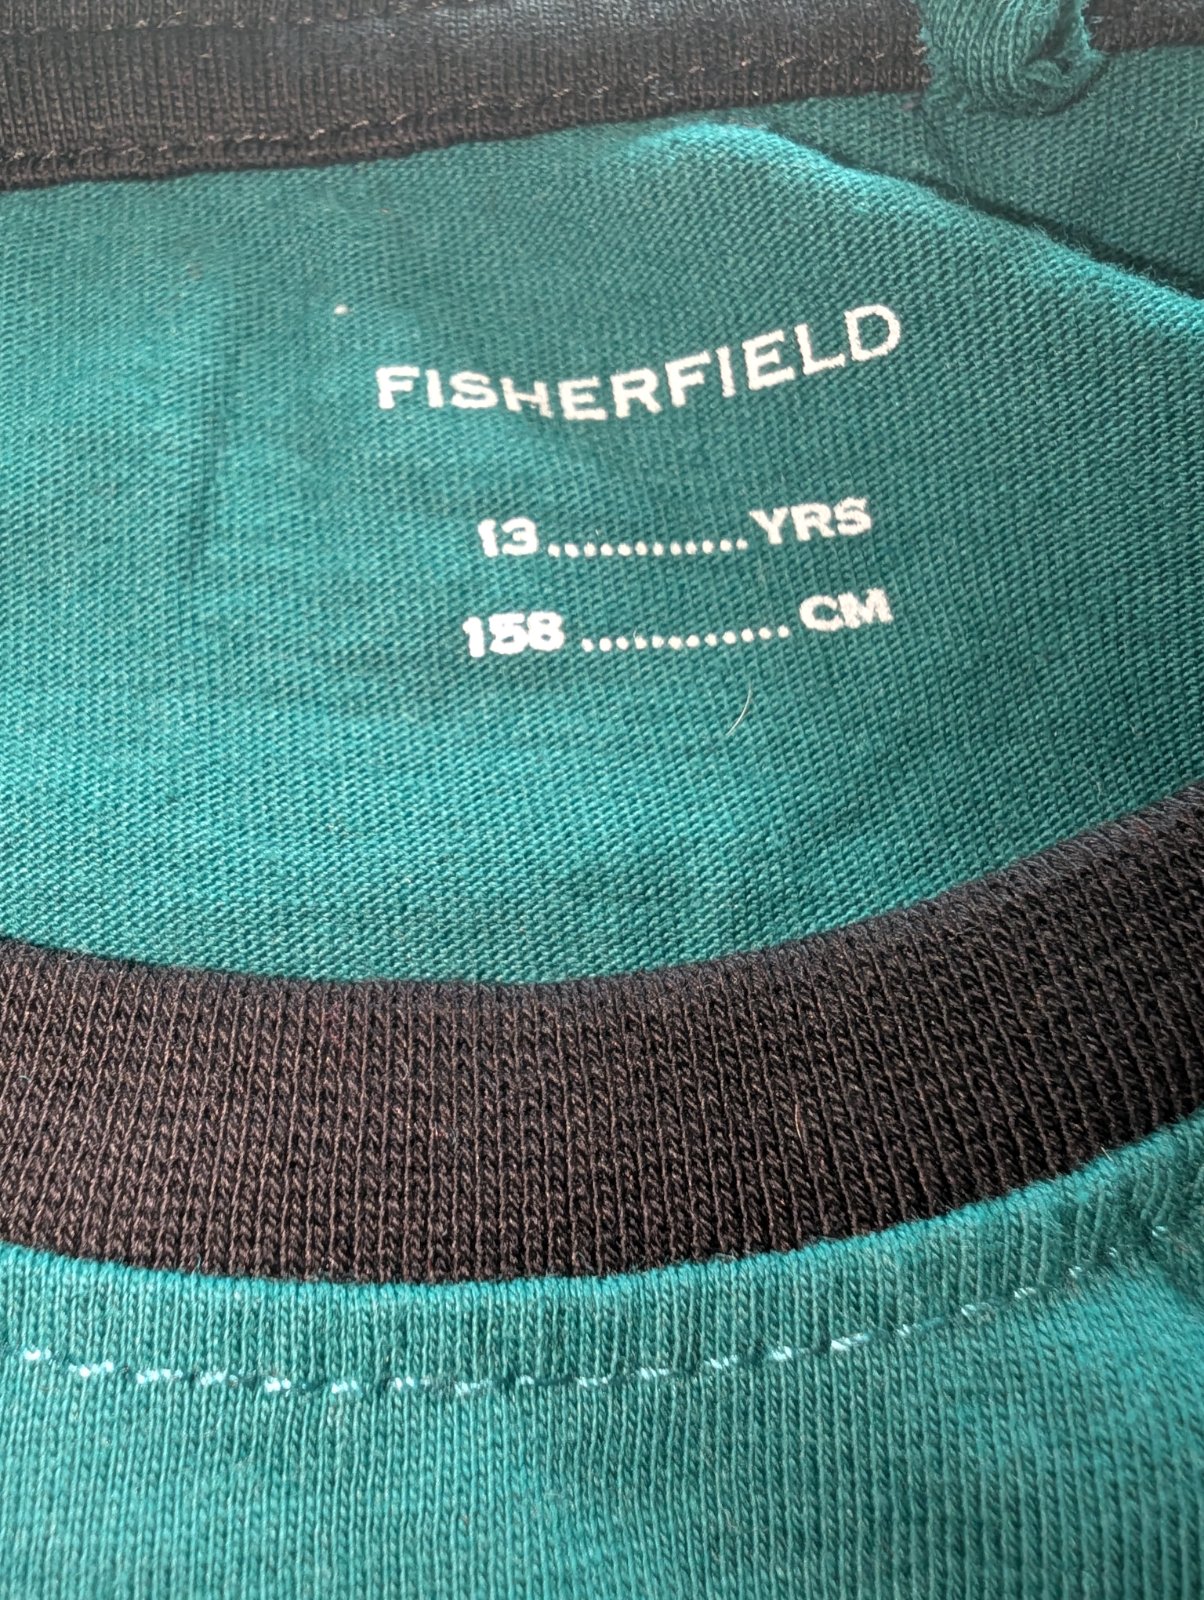 FISHERFIELD
13............YRS
158............CM